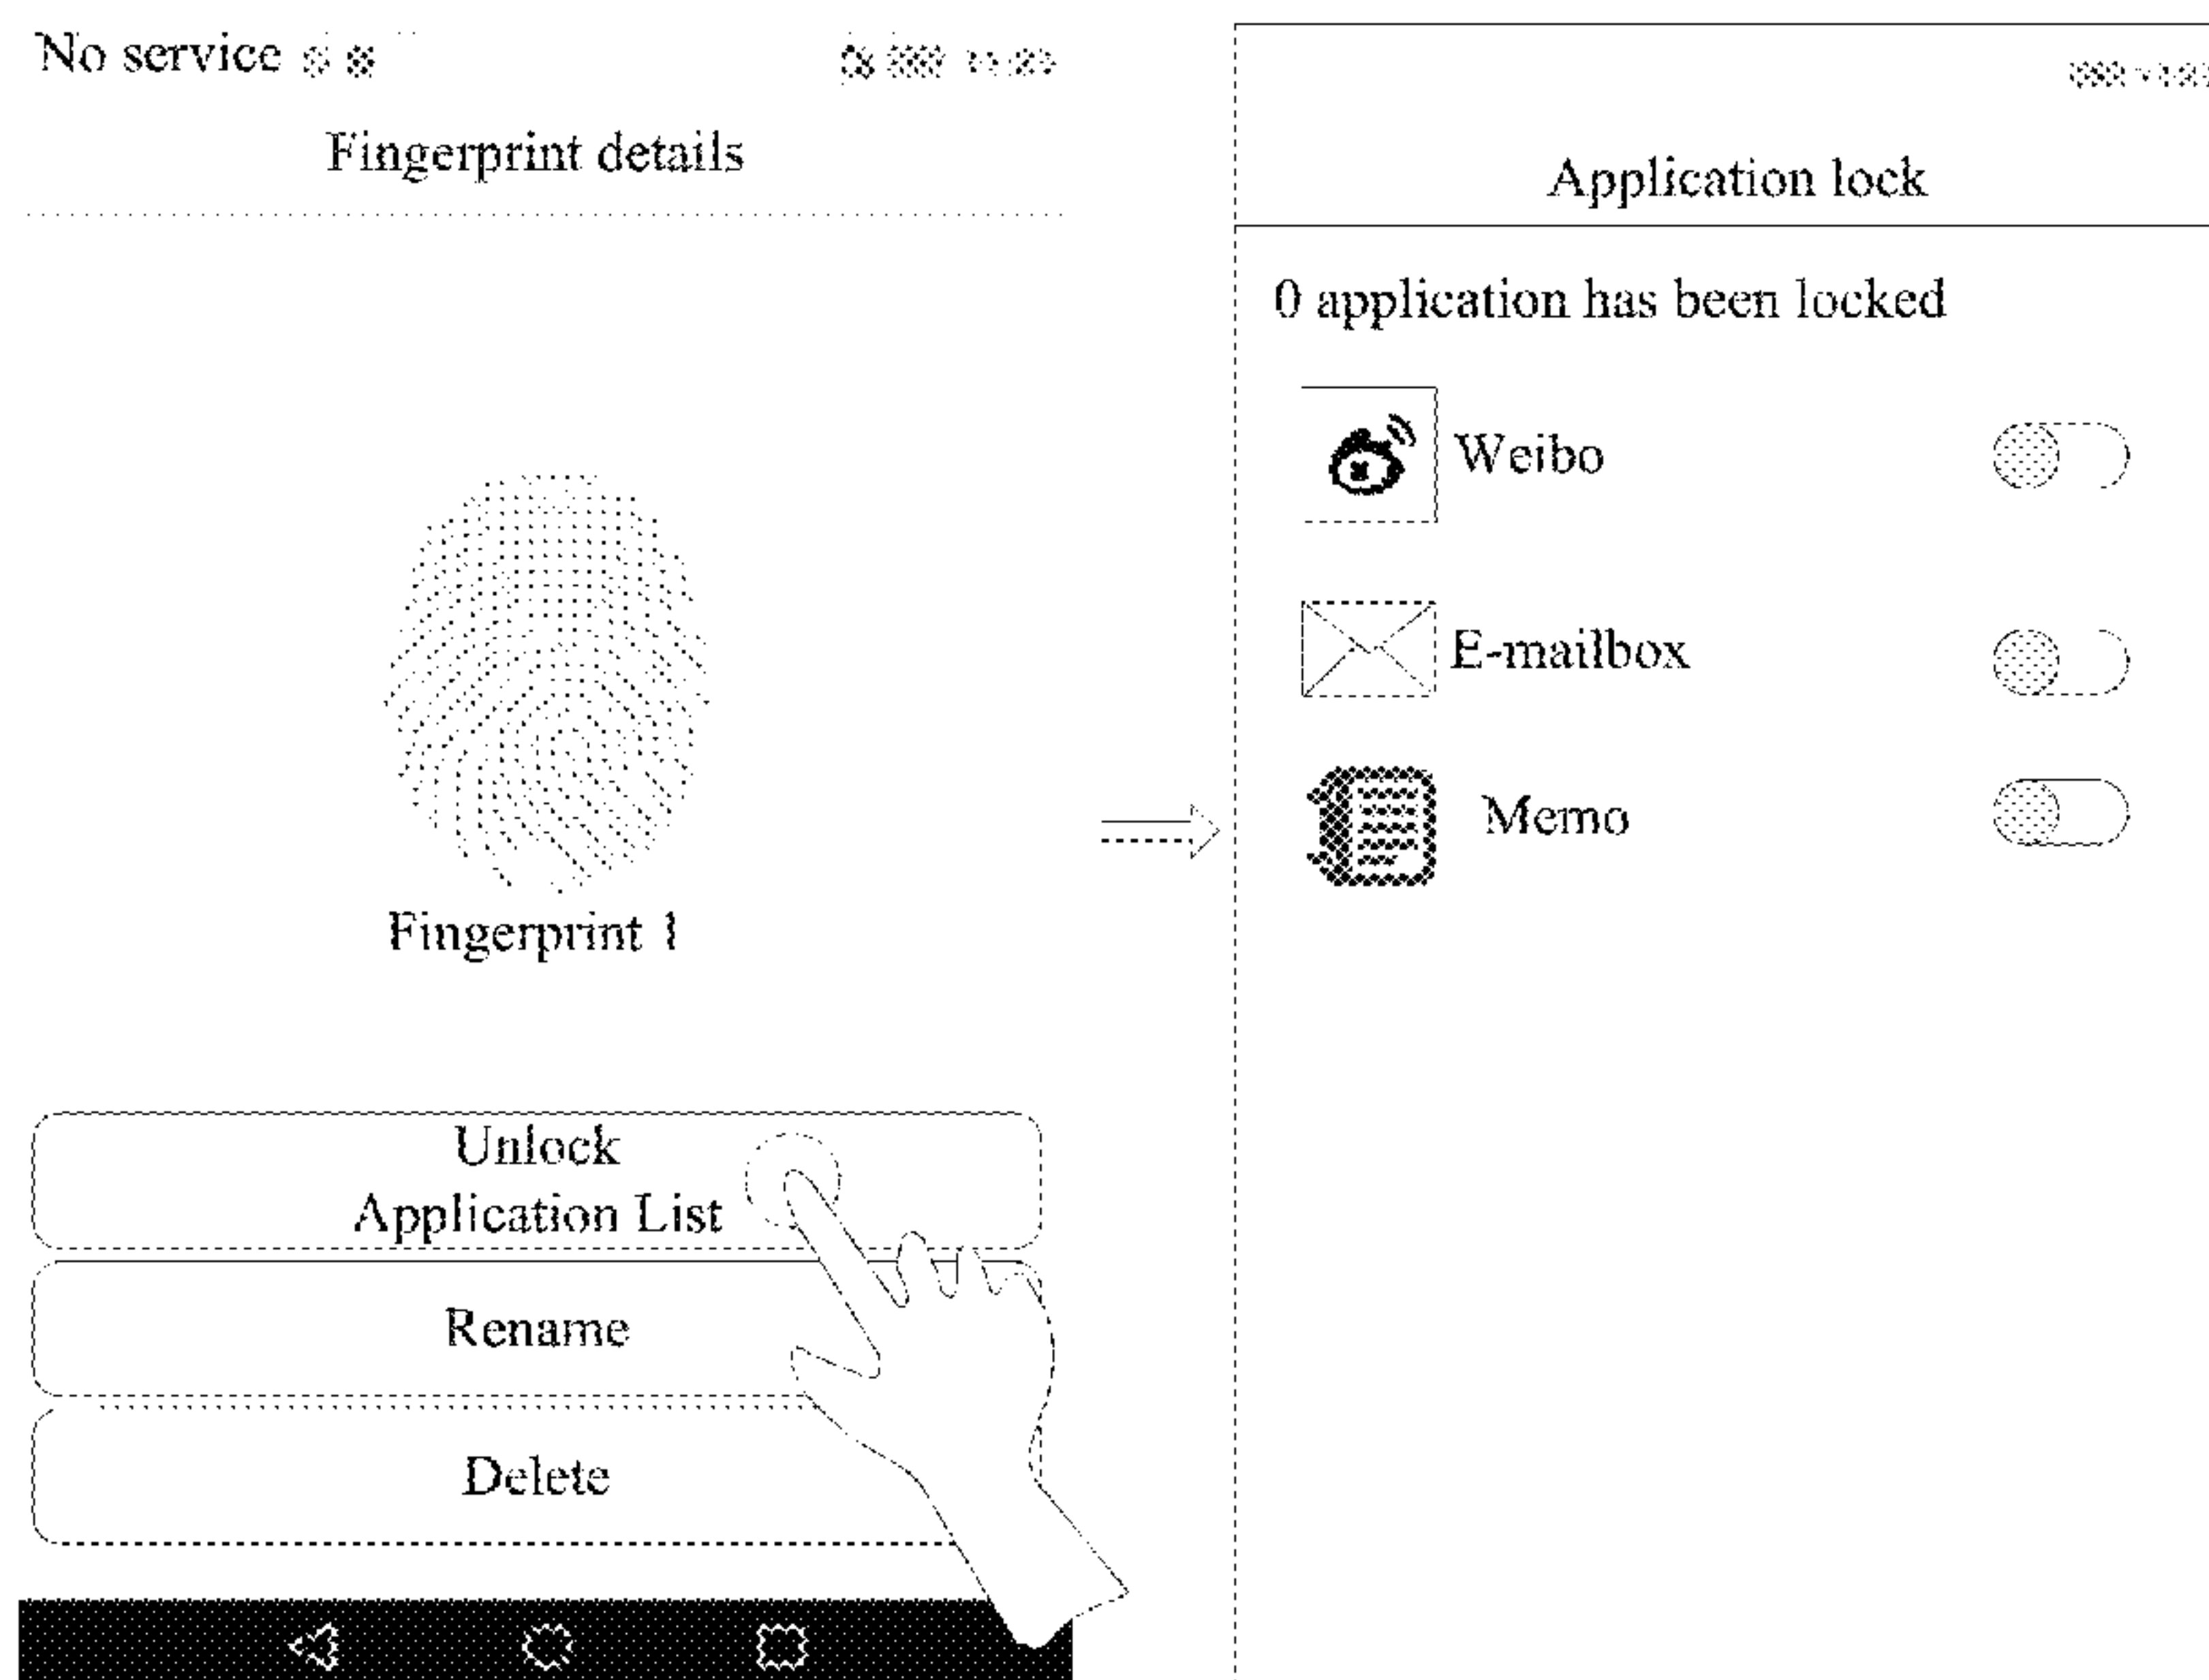 No service
Fingerprint details
Fingerprint 1
Unlock
Application List
Rename
Delete
Application lock
0 application has been locked
Weibo
E-mailbox
Memo